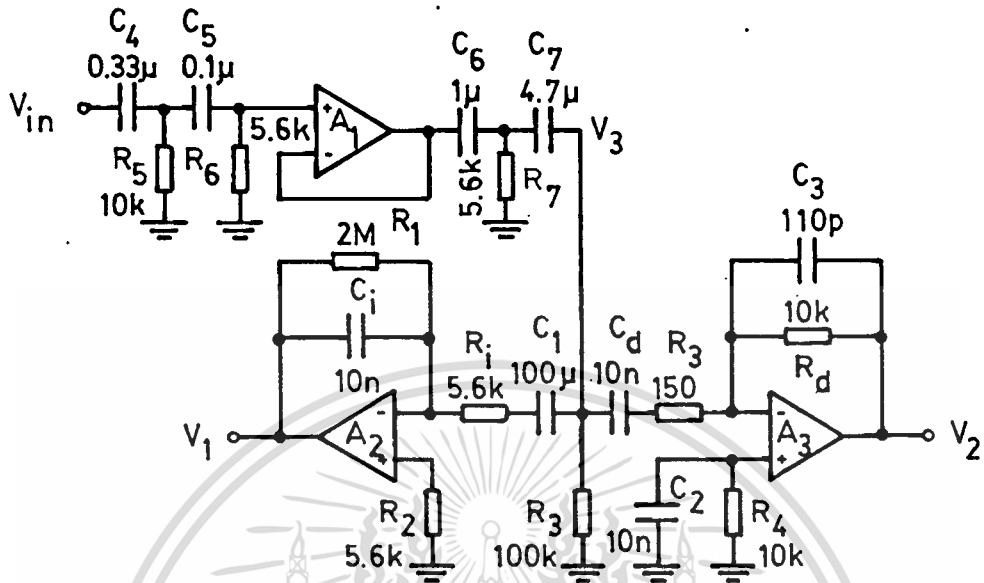 C4 C5
0.33μ 0.1μ
C6 C7
1μ 4.7μ
Vin
+
A1
-
5.6k
V3
R5 R6
10k
5.6k
R7
R1
2M
C3
110p
Ci
10n
Ri C1 Cd R3
5.6k 100μ 10n 150
10k
Rd
V1
-
A2
+
-
A3
+
V2
R2
5.6k
R3
100k
C2
10n
R4
10k